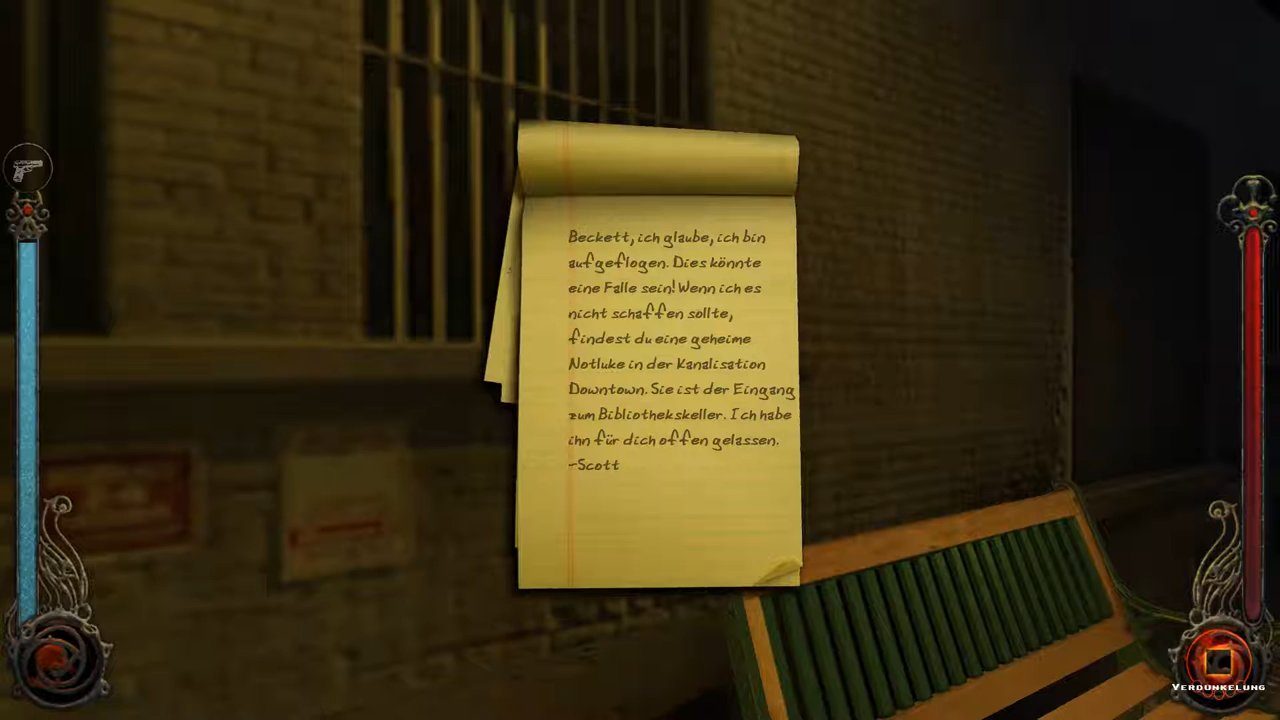 Beckett, ich glaube, ich bin
aufgeflogen. Dies könnte
eine Falle sein! Wenn ich es
nicht schaffen sollte,
findest du eine geheime
Notluke in der Kanalisation
Downtown. Sie ist der Eingang
zum Bibliothekskeller. Ich habe
ihn für dich offen gelassen.
-Scott
Verdunkelung